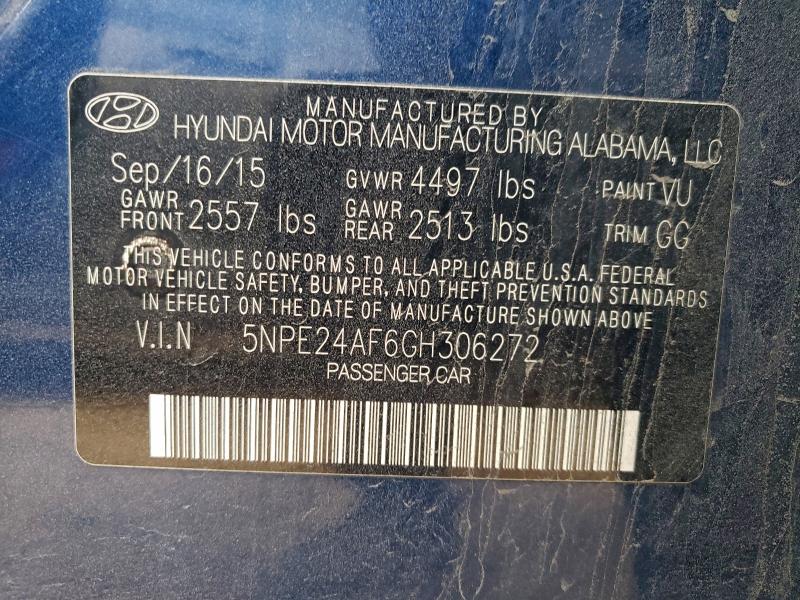 MANUFACTURED BY
HYUNDAI MOTOR MANUFACTURING ALABAMA, LLC
Sep/16/15 GVWR 4497 lbs PAINT VU
GAWR FRONT 2557 lbs GAWR REAR 2513 lbs TRIM GG
THIS VEHICLE CONFORMS TO ALL APPLICABLE U.S.A. FEDERAL
MOTOR VEHICLE SAFETY, BUMPER, AND THEFT PREVENTION STANDARDS
IN EFFECT ON THE DATE OF MANUFACTURE SHOWN ABOVE.
V.I.N 5NPE24AF6GH306272
PASSENGER CAR